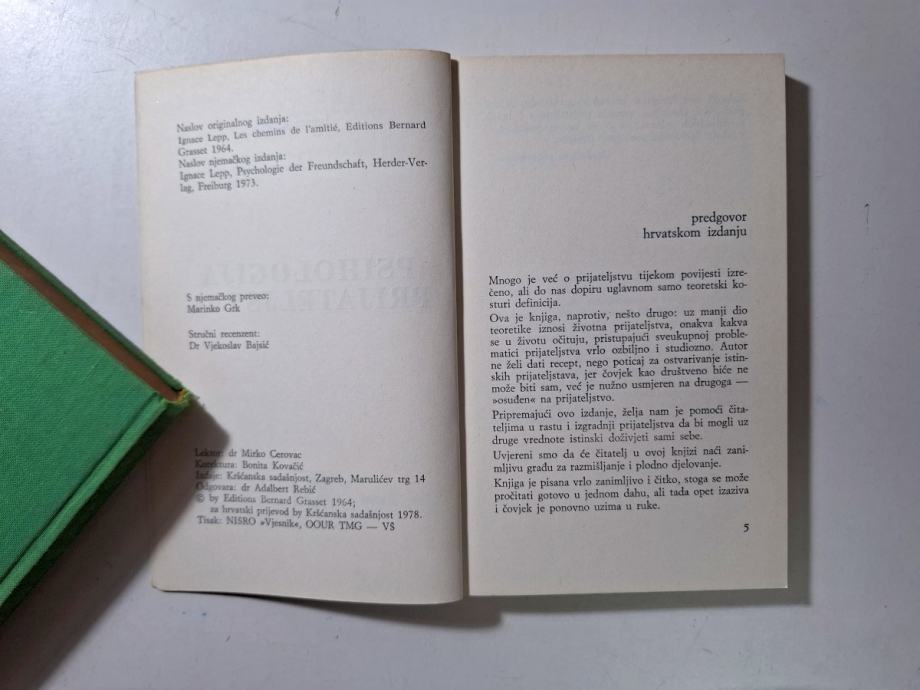 Naslov originalnog izdanja:
Ignace Lepp, Les chemins de l'amitié, Editions Bernard
Grasset 1964.
Naslov njemačkog izdanja:
Ignace Lepp, Psychologie der Freundschaft, Herder-Ver-
lag, Freiburg 1973.
S njemačkog preveo:
Marinko Grk
Stručni recenzent:
Dr Vjekoslav Bajsić
Lektor: dr Mirko Cerovac
Korektura: Bonita Kovačić
Izdaje: Kršćanska sadašnjost, Zagreb, Marulićev trg 14
Odgovara: dr Adalbert Rebić
© by Editions Bernard Grasset 1964;
za hrvatski prijevod by Kršćanska sadašnjost 1978.
Tisak: NIŠRO »Vjesnik«, OOUR TMG — VŠ
predgovor
hrvatskom izdanju
Mnogo je već o prijateljstvu tijekom povijesti izre-
čeno, ali do nas dopiru uglavnom samo teoretski ko-
sturi definicija.
Ova je knjiga, naprotiv, nešto drugo: uz manji dio
teoretike iznosi životna prijateljstva, onakva kakva
se u životu očituju, pristupajući sveukupnoj proble-
matici prijateljstva vrlo ozbiljno i studiozno. Autor
ne želi dati recept, nego poticaj za ostvarivanje istin-
skih prijateljstava, jer čovjek kao društveno biće ne
može biti sam, već je nužno usmjeren na drugoga —
»osuđen« na prijateljstvo.
Pripremajući ovo izdanje, želja nam je pomoći čita-
teljima u rastu i izgradnji prijateljstva da bi mogli uz
druge vrednote istinski doživjeti sami sebe.
Uvjereni smo da će čitatelj u ovoj knjizi naći zani-
mljivu građu za razmišljanje i plodno djelovanje.
Knjiga je pisana vrlo zanimljivo i čitko, stoga se može
pročitati gotovo u jednom dahu, ali tada opet izaziva
i čovjek je ponovno uzima u ruke.
5